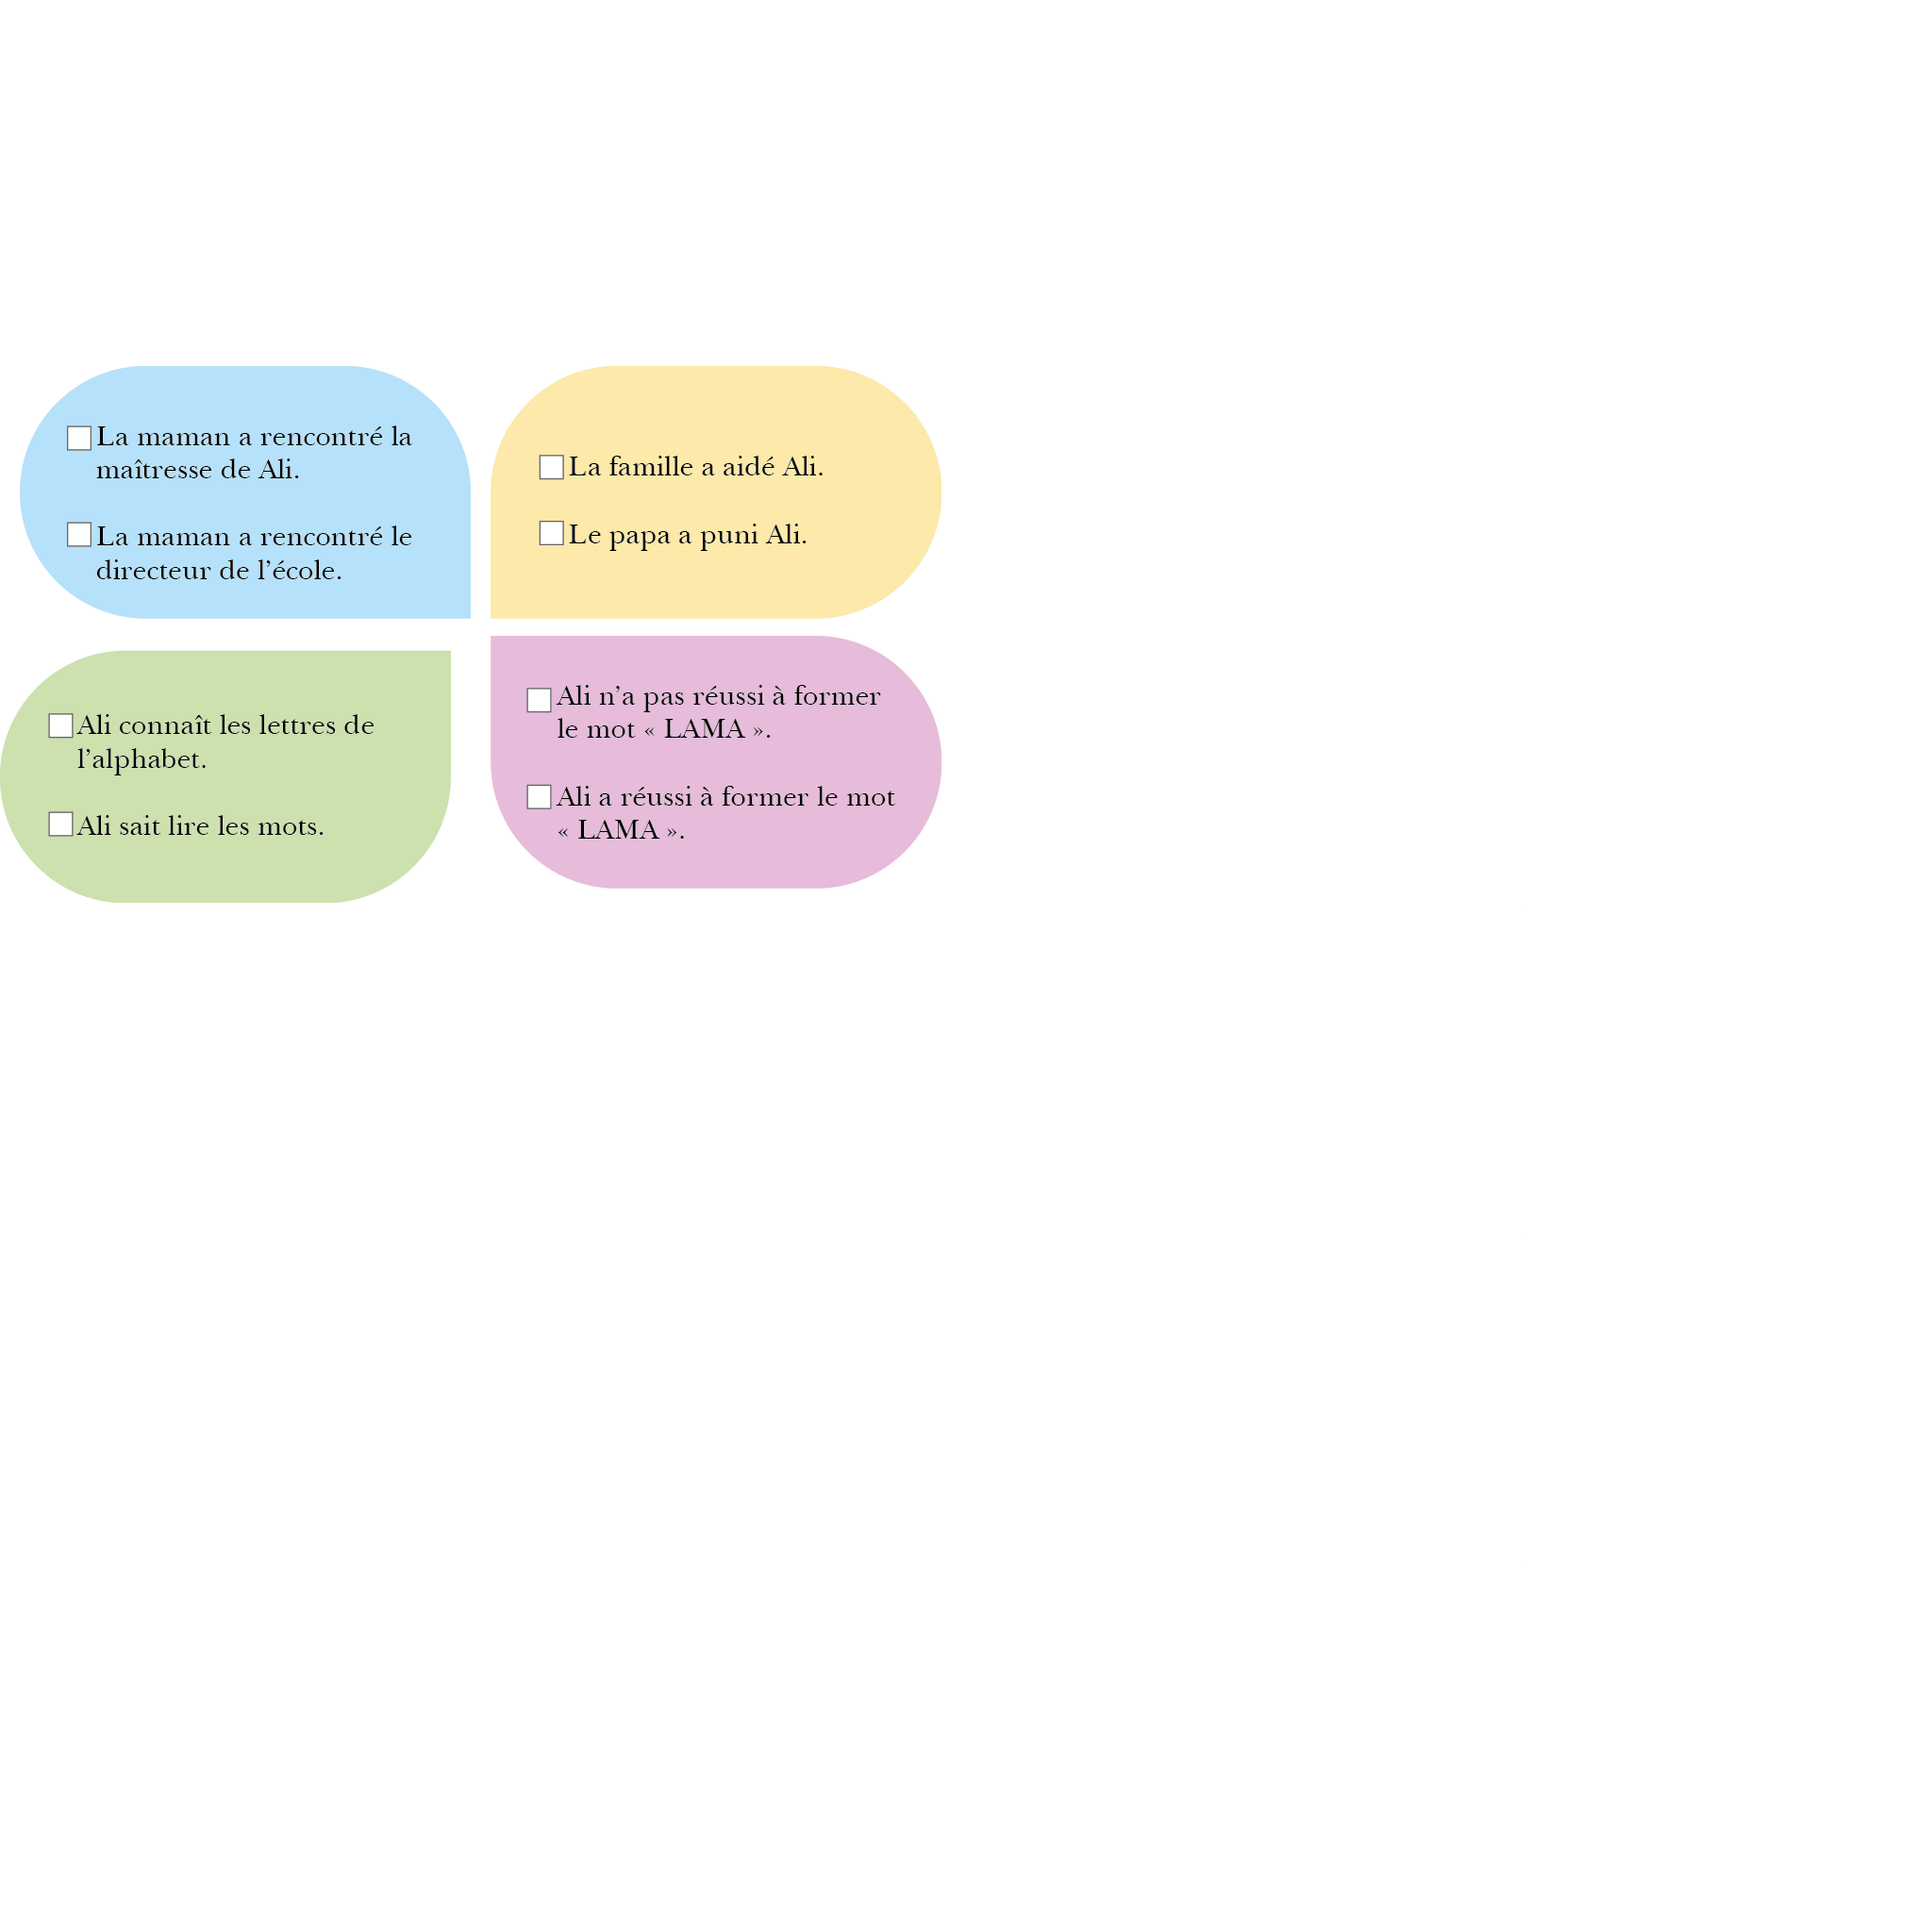 La maman a rencontré la
maîtresse de Ali.
La maman a rencontré le
directeur de l’école.
La famille a aidé Ali.
Le papa a puni Ali.
Ali connaît les lettres de
l’alphabet.
Ali sait lire les mots.
Ali n’a pas réussi à former
le mot « LAMA ».
Ali a réussi à former le mot
« LAMA ».